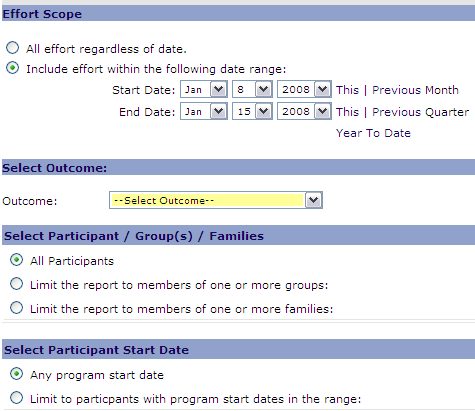 Effort Scope
All effort regardless of date.
Include effort within the following date range:
Start Date: Jan 8 2008 This | Previous Month
End Date: Jan 15 2008 This | Previous Quarter
Year To Date
Select Outcome:
Outcome: --Select Outcome--
Select Participant / Group(s) / Families
All Participants
Limit the report to members of one or more groups:
Limit the report to members of one or more families:
Select Participant Start Date
Any program start date
Limit to particpants with program start dates in the range: